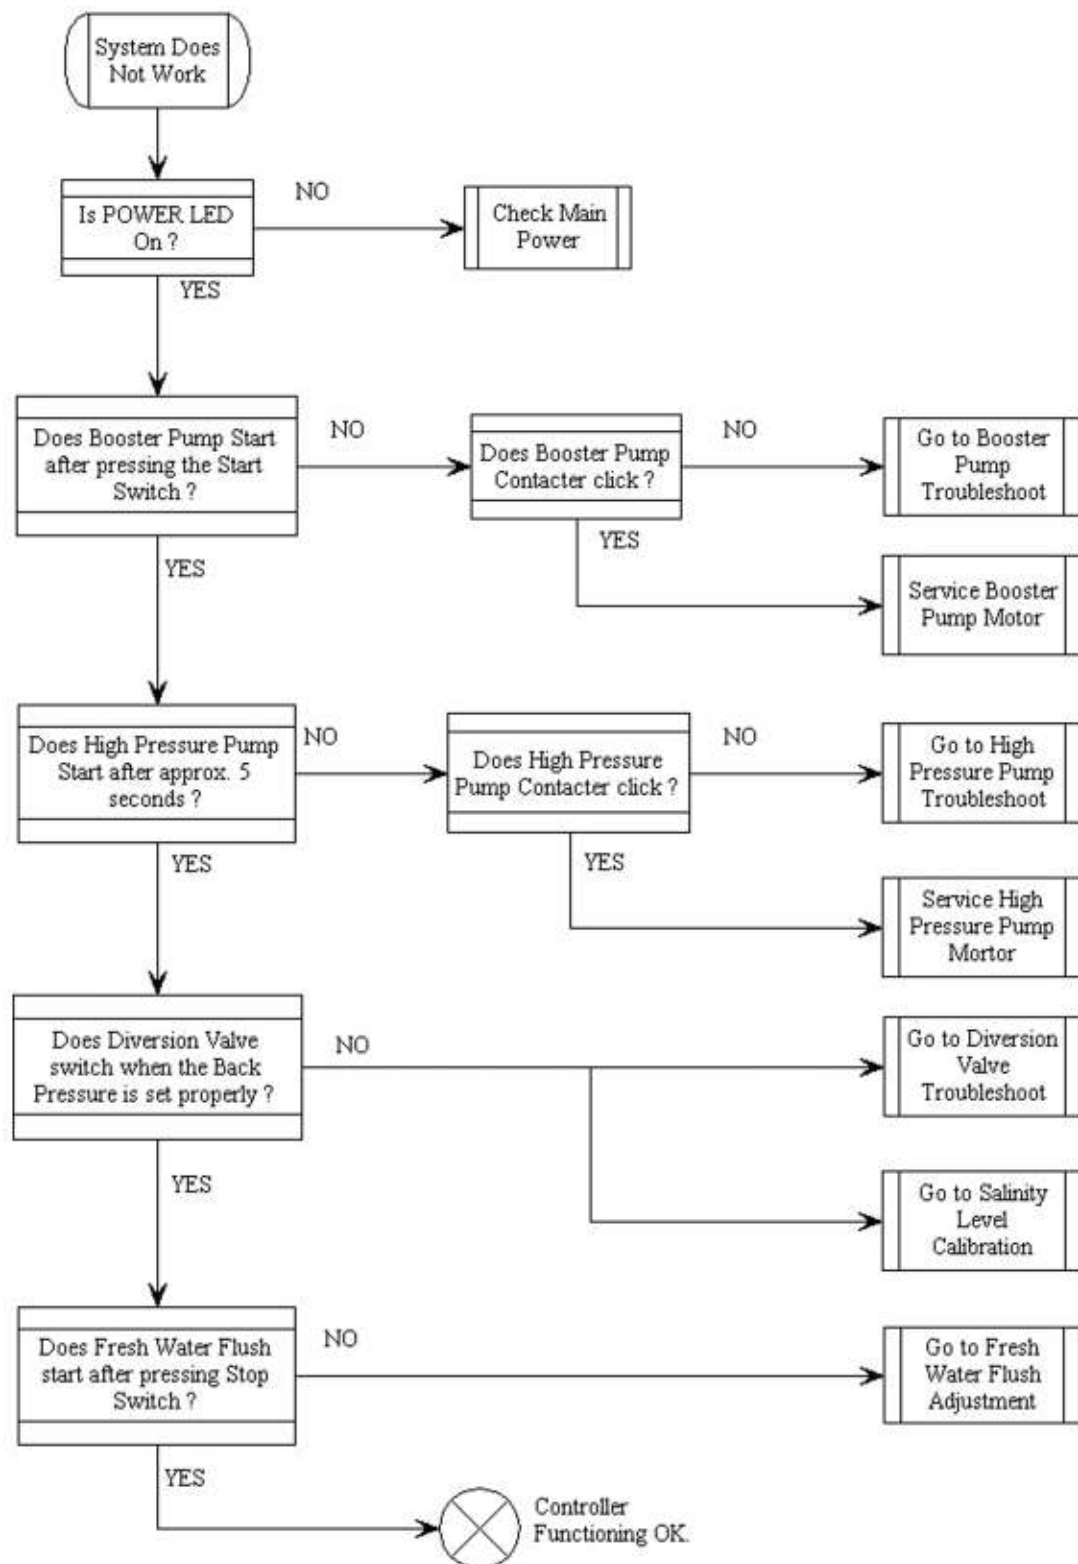 System Does
Not Work
NO
Is POWER LED
On ?
Check Main
Power
YES
Does Booster Pump Start
after pressing the Start
Switch ?
NO
Does Booster Pump
Contacter click ?
NO
Go to Booster
Pump
Troubleshoot
YES
YES
Service Booster
Pump Motor
Does High Pressure Pump
Start after approx. 5
seconds ?
NO
Does High Pressure
Pump Contacter click ?
NO
Go to High
Pressure Pump
Troubleshoot
YES
YES
Service High
Pressure Pump
Mortor
Does Diversion Valve
switch when the Back
Pressure is set properly ?
NO
Go to Diversion
Valve
Troubleshoot
YES
Go to Salinity
Level
Calibration
Does Fresh Water Flush
start after pressing Stop
Switch ?
NO
Go to Fresh
Water Flush
Adjustment
YES
Controller
Functioning OK.